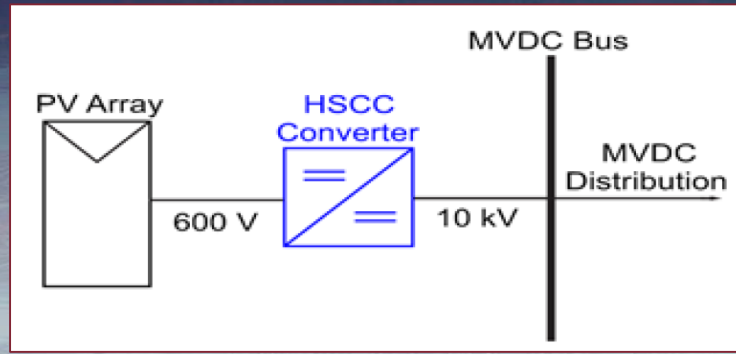 MVDC Bus
PV Array
HSCC
Converter
MVDC
Distribution
600 V
10 kV